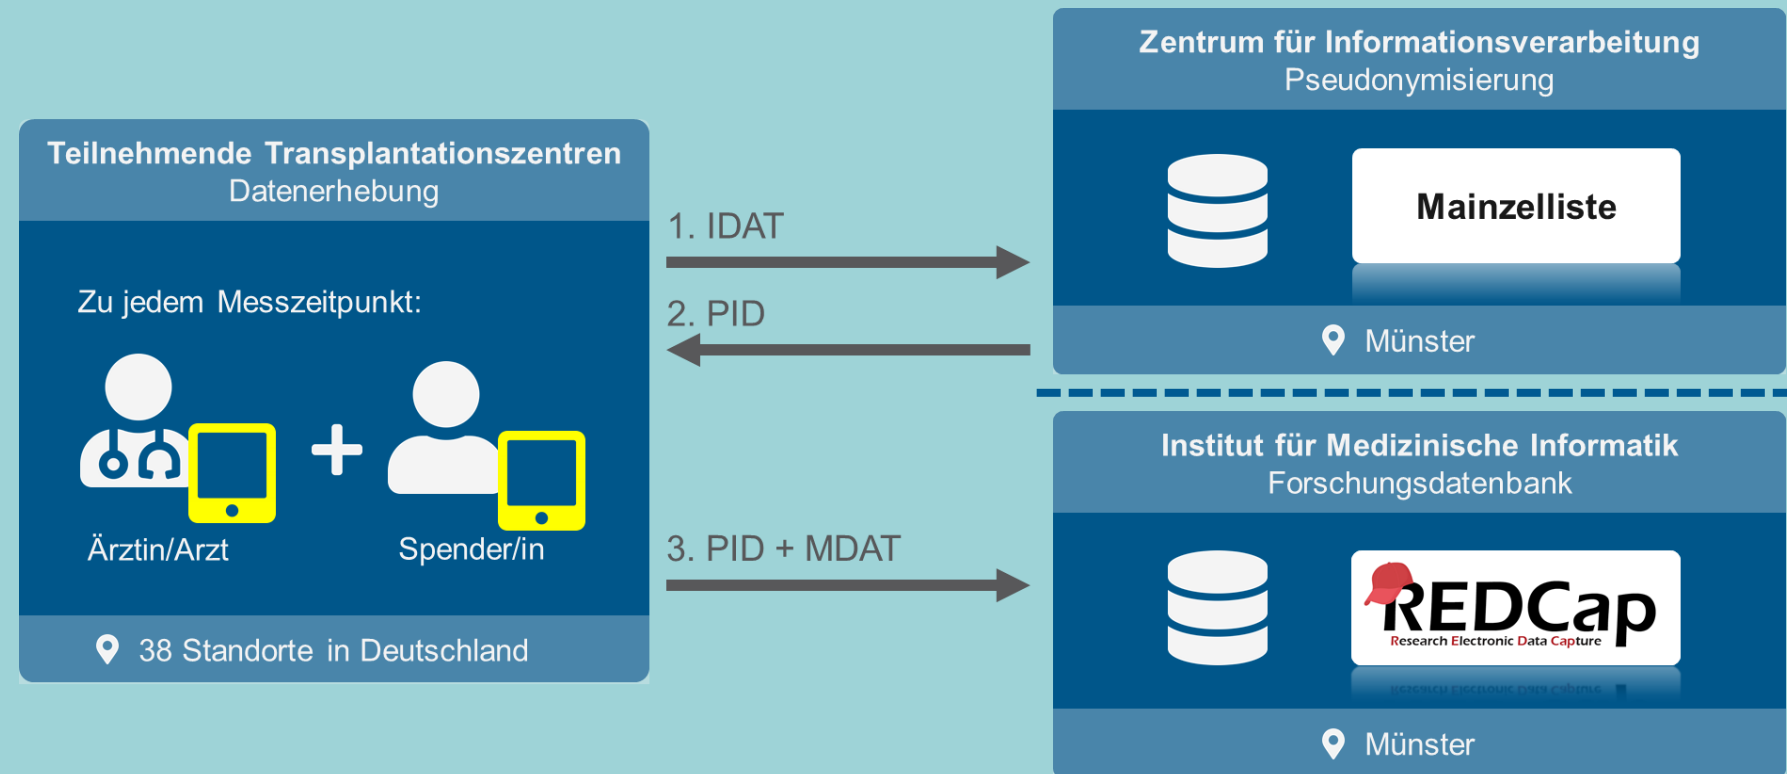 Teilnehmende Transplantationszentren
Datenerhebung
Zu jedem Messzeitpunkt:
Ärztin/Arzt
Spender/in
38 Standorte in Deutschland
1. IDAT
2. PID
3. PID + MDAT
Zentrum für Informationsverarbeitung
Pseudonymisierung
Mainzelliste
Münster
Institut für Medizinische Informatik
Forschungsdatenbank
REDCap
Research Electronic Data Capture
Münster